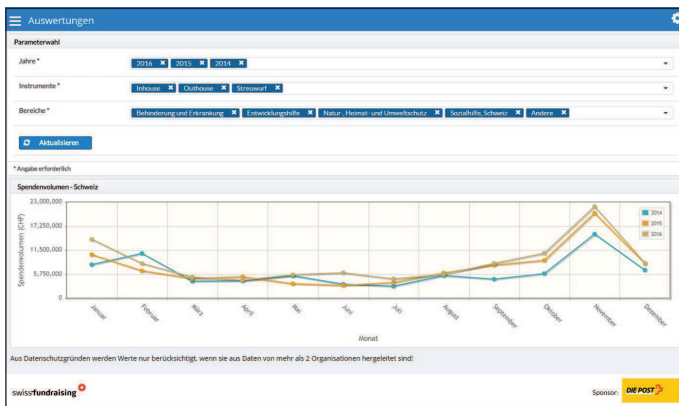 Auswertungen
Parameterwahl
Jahre * 2016 × 2015 × 2014 ×
Instrumente * Inhouse × Outhouse × Streuwurf ×
Bereiche * Behinderung und Erkrankung × Entwicklungshilfe × Natur-, Heimat- und Umweltschutz × Sozialhilfe, Schweiz × Andere ×
Aktualisieren
* Angabe erforderlich
Spendenvolumen - Schweiz
Spendenvolumen (CHF)
23,000,000
17,250,000
11,500,000
5,750,000
0
2014
2015
2016
Januar Februar März April Mai Juni Juli August September Oktober November Dezember
Monat
Aus Datenschutzgründen werden Werte nur berücksichtigt, wenn sie aus Daten von mehr als 2 Organisationen hergeleitet sind!
swissfundraising
Sponsor: DIE POST